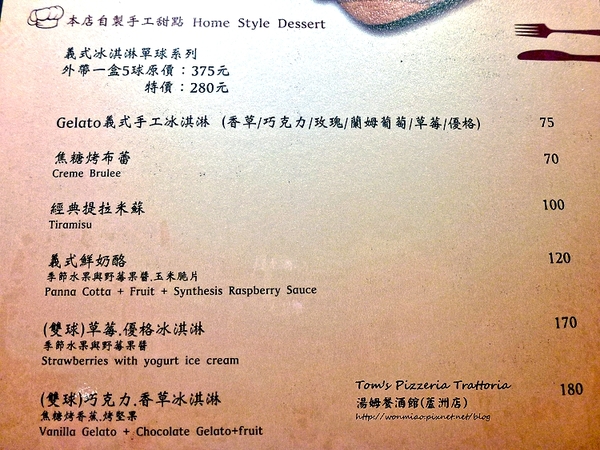 本店自製手工甜點 Home Style Dessert
義式冰淇淋單球系列
外帶一盒5球原價：375元
特價：280元
Gelato義式手工冰淇淋 (香草/巧克力/玫瑰/蘭姆葡萄/草莓/優格) 75
焦糖烤布蕾 70
Creme Brulee
經典提拉米蘇 100
Tiramisu
義式鮮奶酪 120
季節水果與野莓果醬.玉米脆片
Panna Cotta + Fruit + Synthesis Raspberry Sauce
(雙球)草莓.優格冰淇淋 170
季節水果與野莓果醬
Strawberries with yogurt ice cream
(雙球)巧克力.香草冰淇淋 180
焦糖烤香蕉.烤堅果
Vanilla Gelato + Chocolate Gelato+fruit
Tom's Pizzeria Trattoria
湯姆餐酒館(蘆洲店)
http://wonmiao.pixnet.net/blog